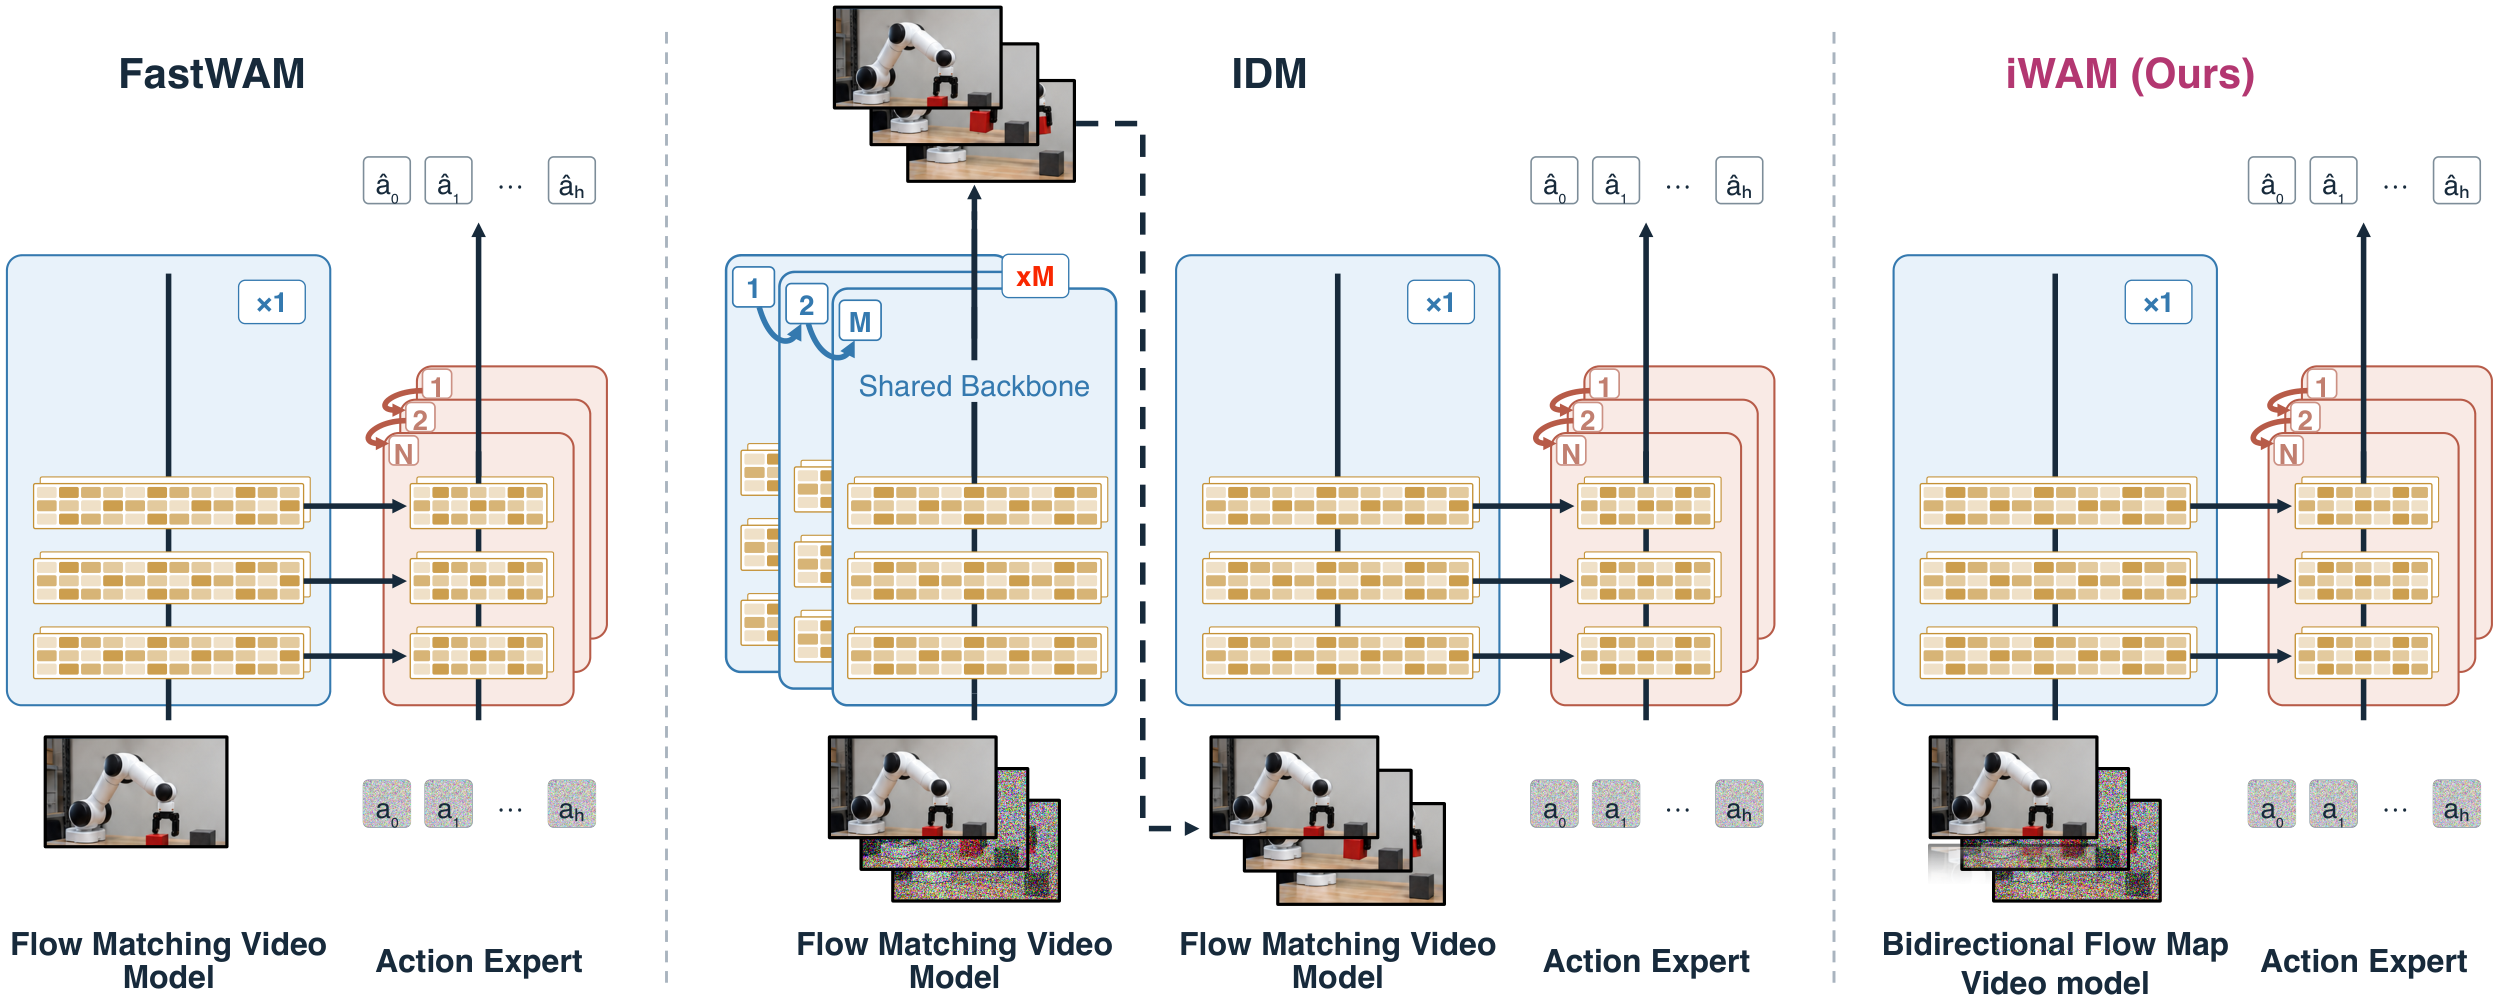 FastWAM
IDM
iWAM (Ours)
â0 â1 ... âh
â0 â1 ... âh
â0 â1 ... âh
×1
1
2
M
xM
Shared Backbone
×1
×1
1
2
N
1
2
N
1
2
N
a0 a1 ... ah
a0 a1 ... ah
a0 a1 ... ah
Flow Matching Video
Model
Action Expert
Flow Matching Video
Model
Flow Matching Video
Model
Action Expert
Bidirectional Flow Map
Video model
Action Expert